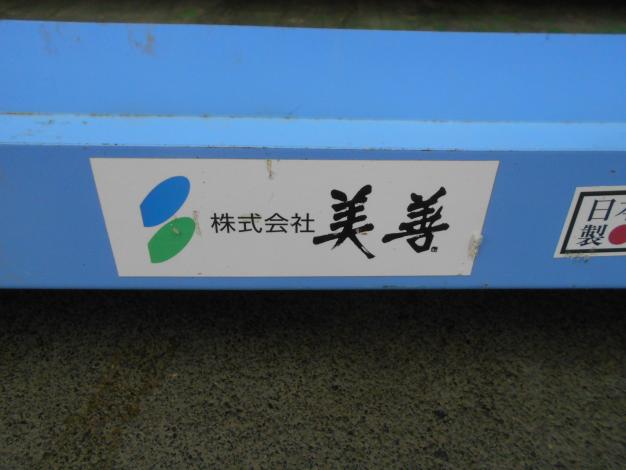 株式会社 美善
日本
製